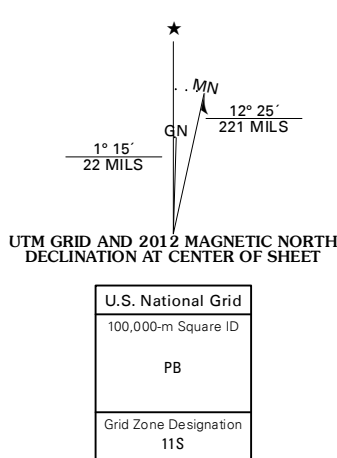 ★
MN
12° 25´
221 MILS
GN
1° 15´
22 MILS
UTM GRID AND 2012 MAGNETIC NORTH
DECLINATION AT CENTER OF SHEET
U.S. National Grid
100,000-m Square ID
PB
Grid Zone Designation
11S